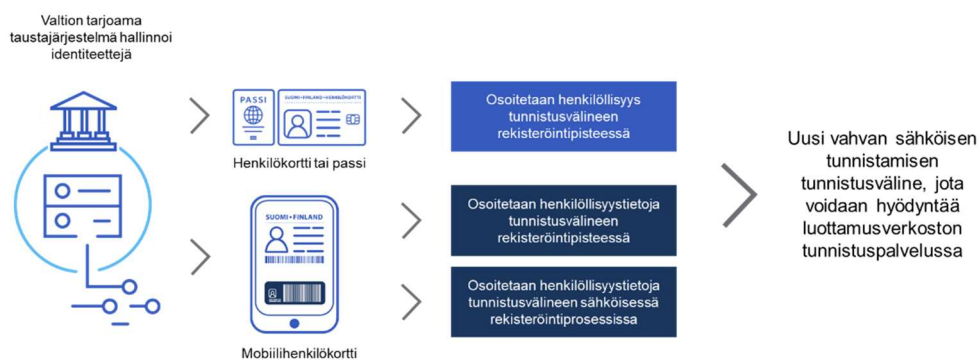 Valtion tarjoama
taustajärjestelmä hallinnoi
identiteettejä
PASSI
SUOMI•FINLAND•HENKILÖKORTTI
Henkilökortti tai passi
SUOMI•FINLAND
Mobiilihenkilökortti
Osoitetaan henkilöllisyys
tunnistusvälineen
rekisteröintipisteessä
Osoitetaan henkilöllisyystietoja
tunnistusvälineen
rekisteröintipisteessä
Osoitetaan henkilöllisyystietoja
tunnistusvälineen sähköisessä
rekisteröintiprosessissa
Uusi vahvan sähköisen
tunnistamisen
tunnistusväline, jota
voidaan hyödyntää
luottamusverkoston
tunnistuspalvelussa